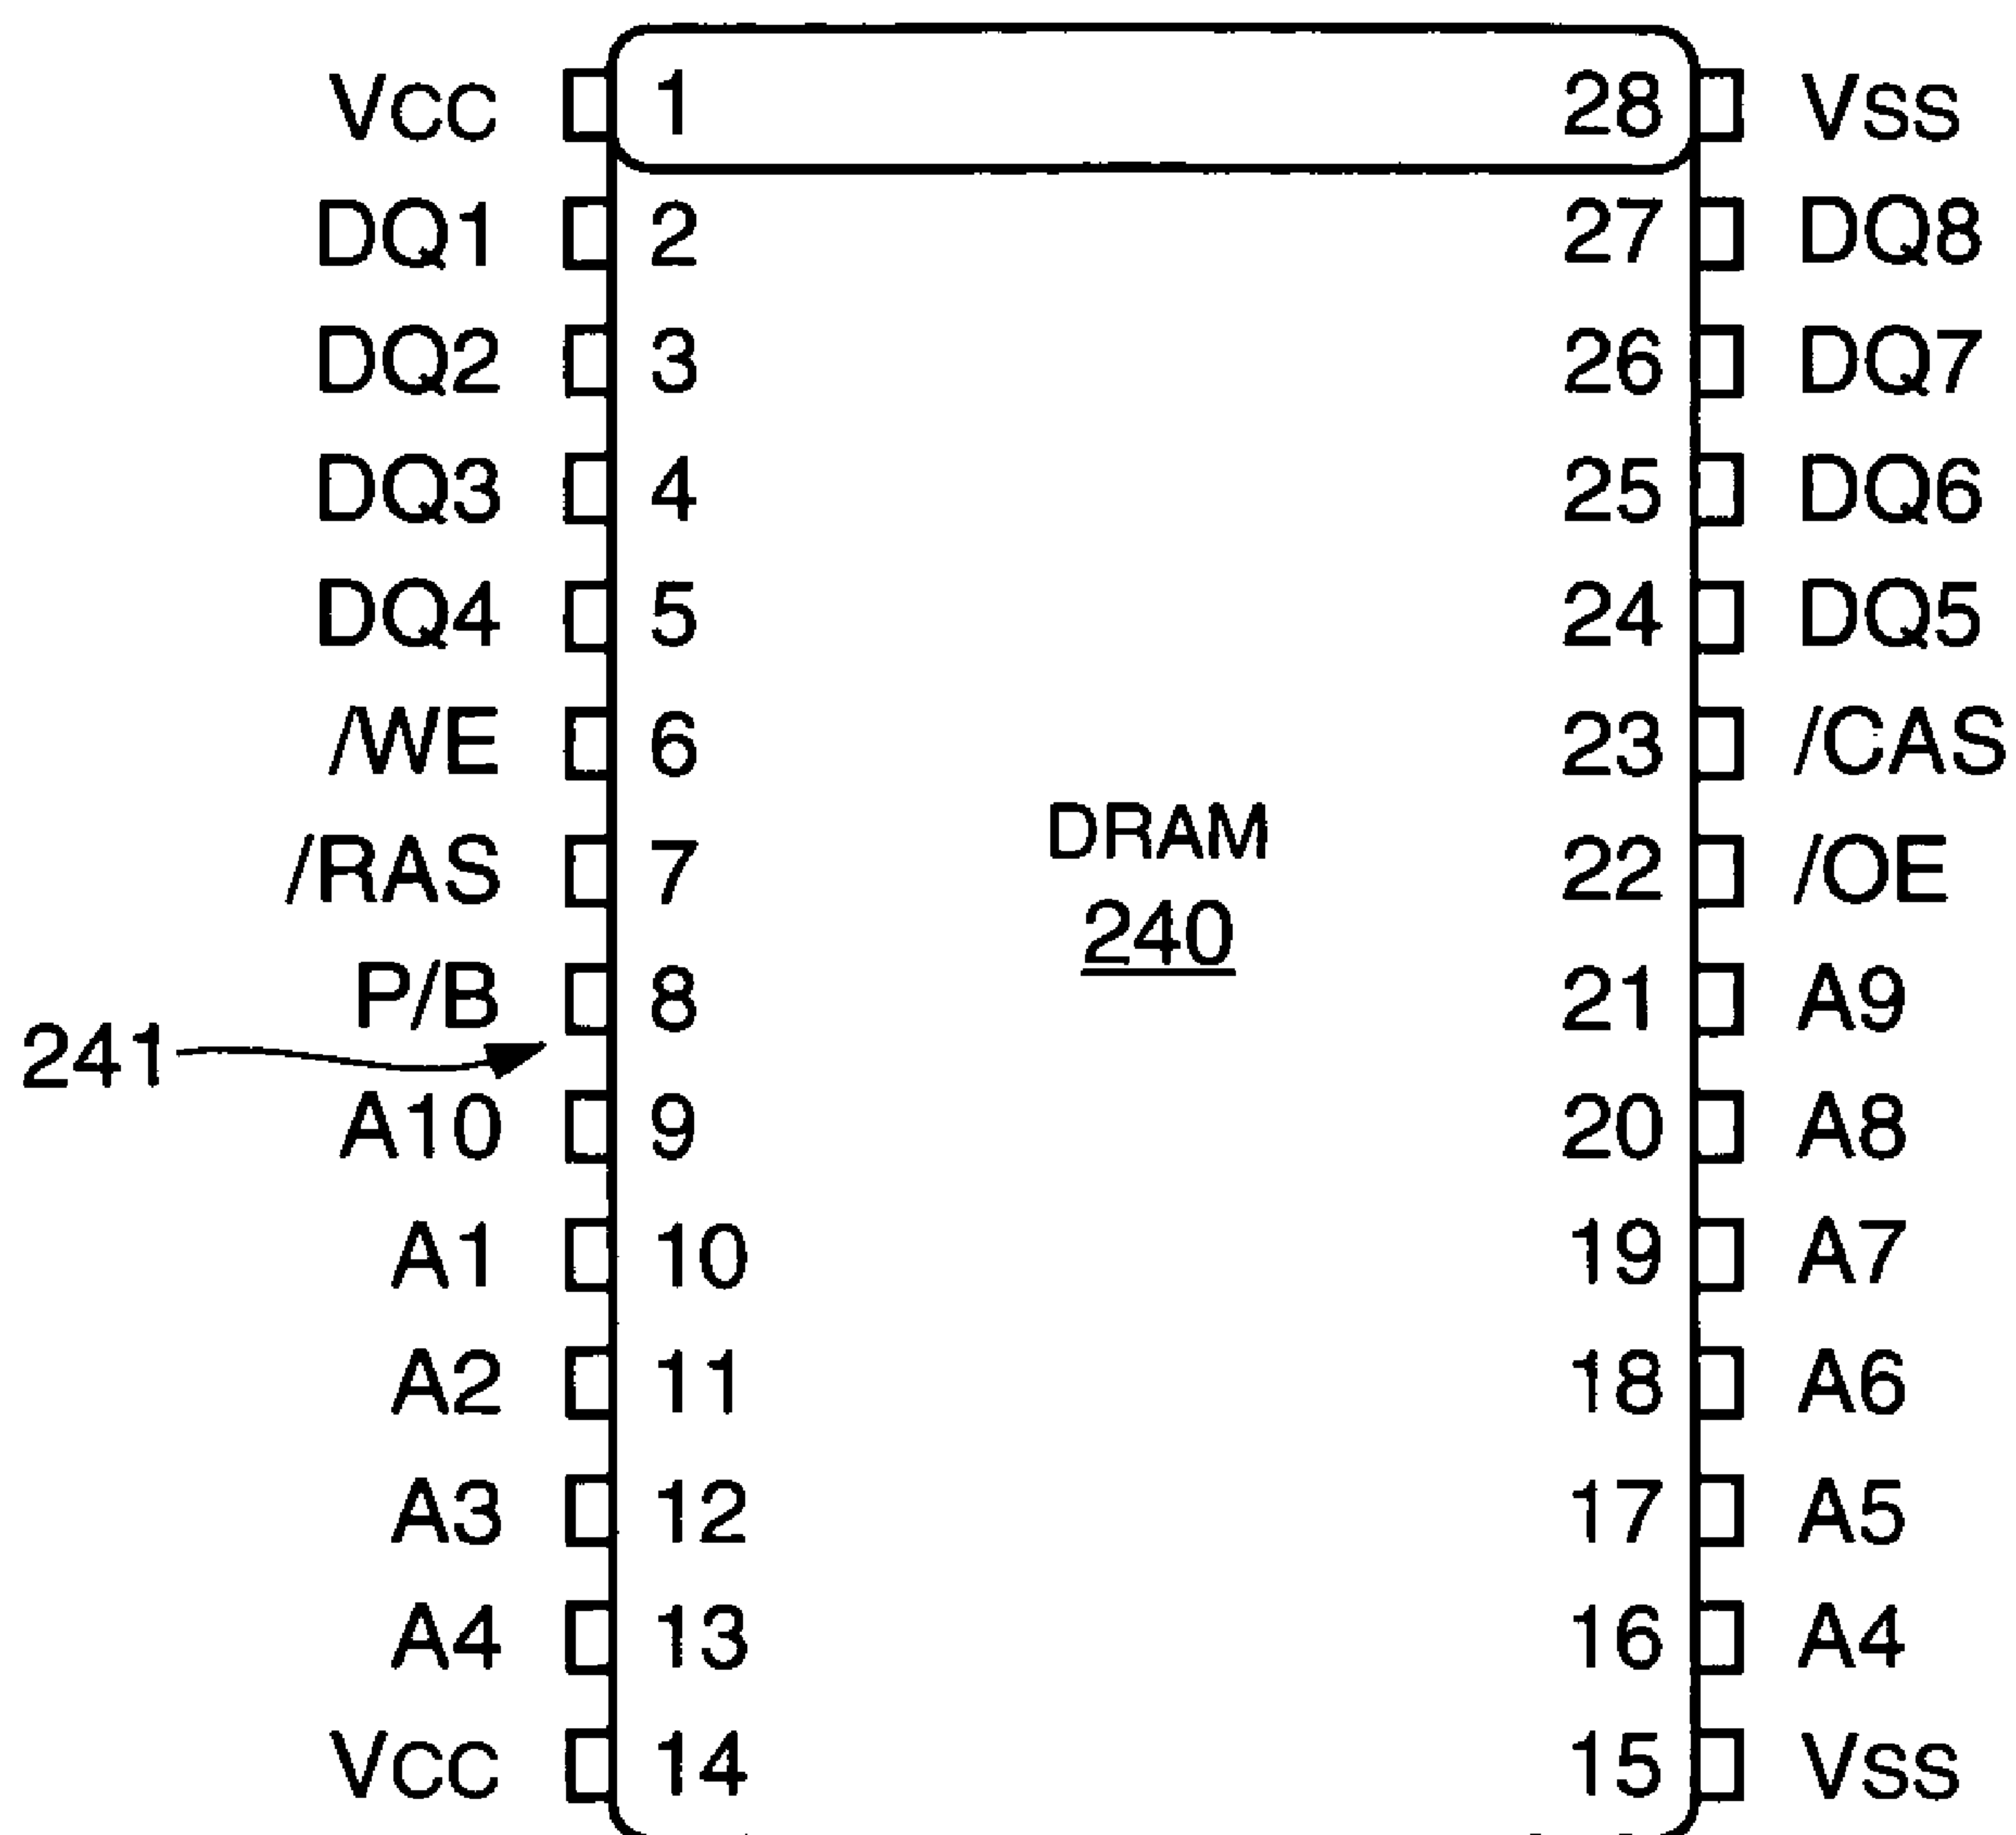 VCC 1 28 VSS
DQ1 2 27 DQ8
DQ2 3 26 DQ7
DQ3 4 25 DQ6
DQ4 5 24 DQ5
/WE 6 23 /CAS
DRAM
/RAS 7 22 /OE
240
P/B 8 21 A9
241
A10 9 20 A8
A1 10 19 A7
A2 11 18 A6
A3 12 17 A5
A4 13 16 A4
VCC 14 15 VSS